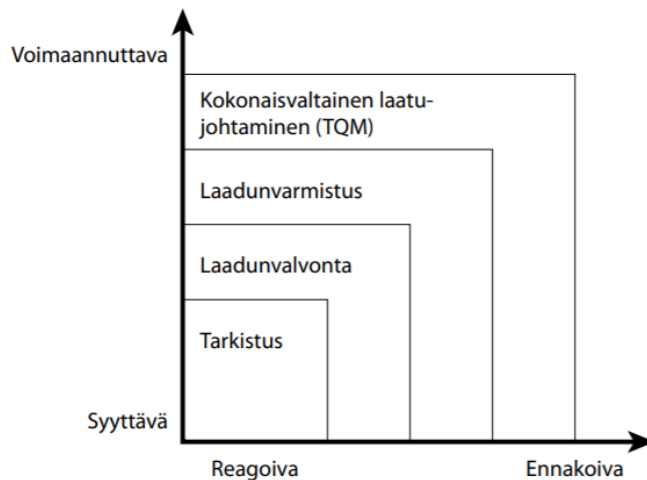 Voimaannuttava
Kokonaisvaltainen laatu-
johtaminen (TQM)
Laadunvarmistus
Laadunvalvonta
Tarkistus
Syyttävä
Reagoiva
Ennakoiva